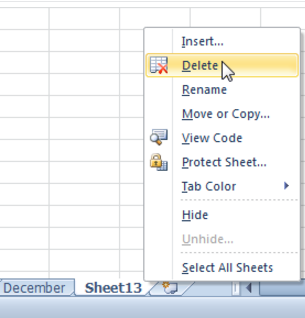 Insert...
Delete
Rename
Move or Copy...
View Code
Protect Sheet...
Tab Color
Hide
Unhide...
Select All Sheets
December Sheet13